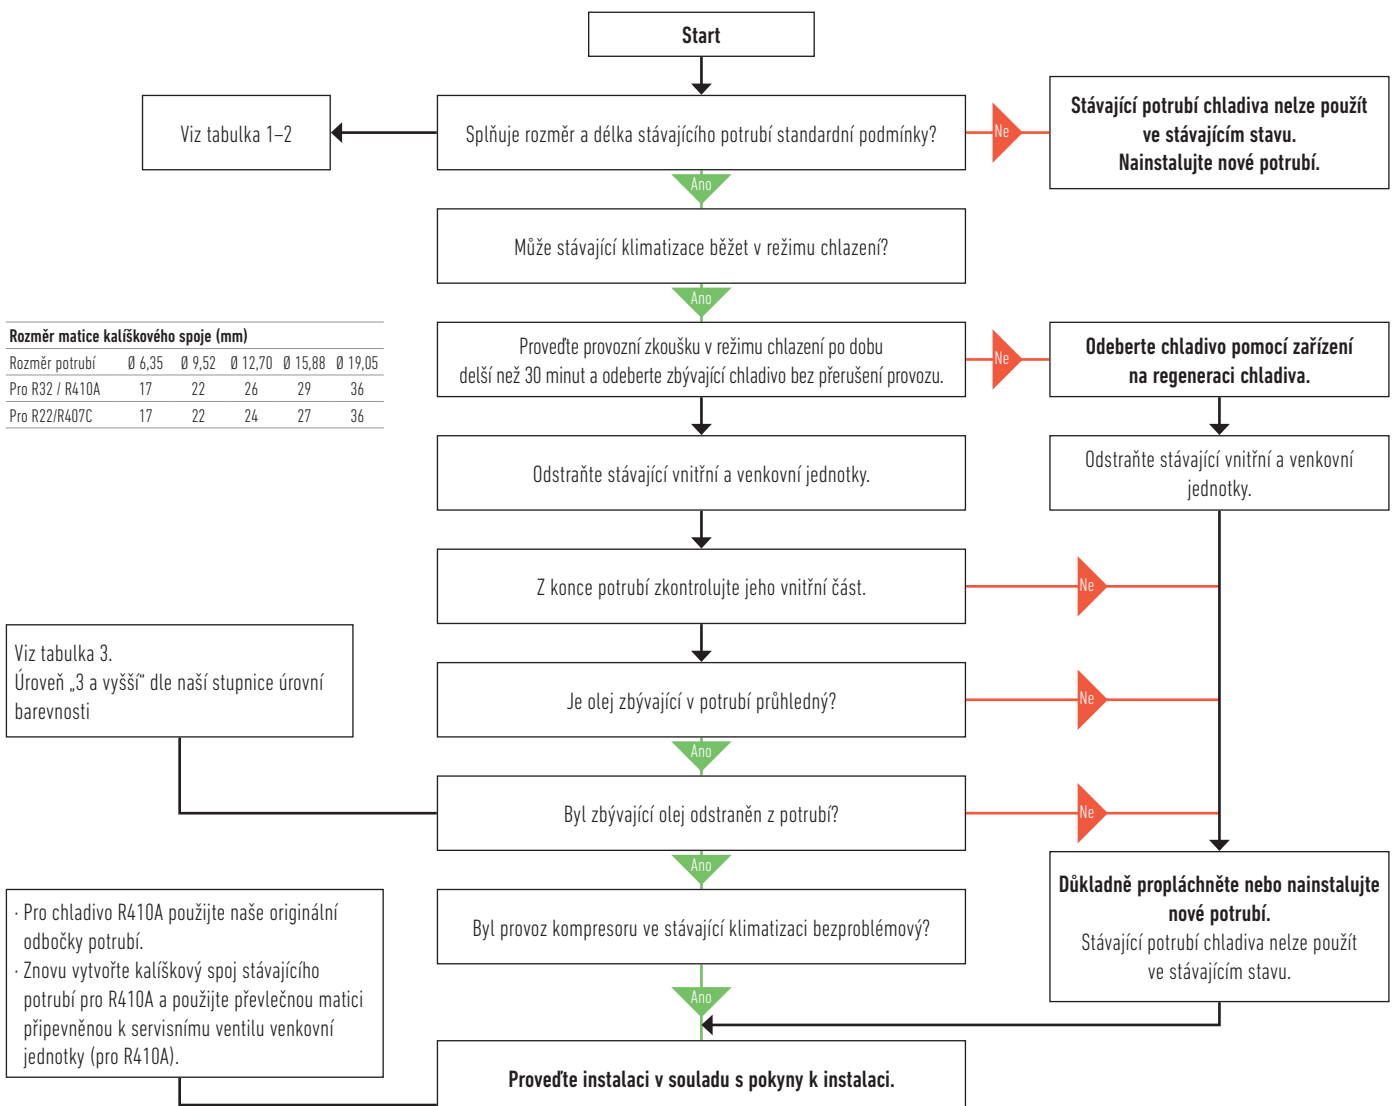 Start
Viz tabulka 1–2
Splňuje rozměr a délka stávajícího potrubí standardní podmínky?
Ne
Stávající potrubí chladiva nelze použít
ve stávajícím stavu.
Nainstalujte nové potrubí.
Ano
Může stávající klimatizace běžet v režimu chlazení?
Ano
Rozměr matice kalíškového spoje (mm)
Rozměr potrubí Ø 6,35 Ø 9,52 Ø 12,70 Ø 15,88 Ø 19,05
Pro R32 / R410A 17 22 26 29 36
Pro R22/R407C 17 22 24 27 36
Proveďte provozní zkoušku v režimu chlazení po dobu
delší než 30 minut a odeberte zbývající chladivo bez přerušení provozu.
Ne
Odeberte chladivo pomocí zařízení
na regeneraci chladiva.
Odstraňte stávající vnitřní a venkovní jednotky.
Odstraňte stávající vnitřní a venkovní
jednotky.
Z konce potrubí zkontrolujte jeho vnitřní část.
Ne
Viz tabulka 3.
Úroveň „3 a vyšší“ dle naší stupnice úrovní
barevnosti
Je olej zbývající v potrubí průhledný?
Ne
Ano
Byl zbývající olej odstraněn z potrubí?
Ne
Ano
Důkladně propláchněte nebo nainstalujte
nové potrubí.
Stávající potrubí chladiva nelze použít
ve stávajícím stavu.
· Pro chladivo R410A použijte naše originální
odbočky potrubí.
· Znovu vytvořte kalíškový spoj stávajícího
potrubí pro R410A a použijte převlečnou matici
připevněnou k servisnímu ventilu venkovní
jednotky (pro R410A).
Byl provoz kompresoru ve stávající klimatizaci bezproblémový?
Ano
Proveďte instalaci v souladu s pokyny k instalaci.